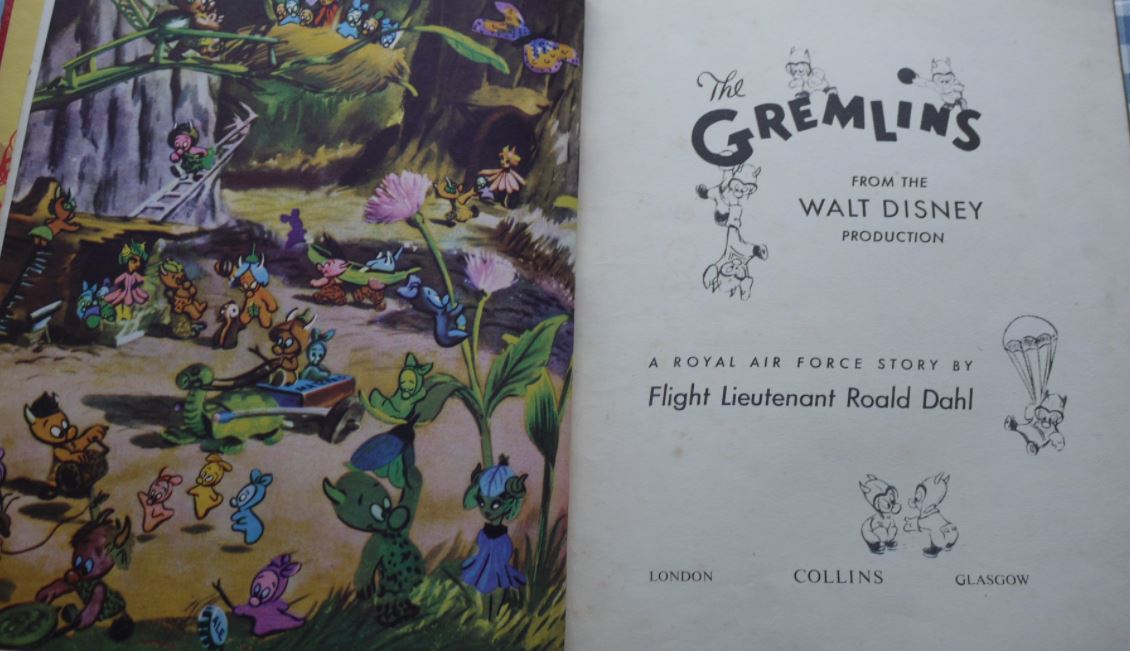 ALE
The
GREMLINS
FROM THE
WALT DISNEY
PRODUCTION
A ROYAL AIR FORCE STORY BY
Flight Lieutenant Roald Dahl
LONDON COLLINS GLASGOW